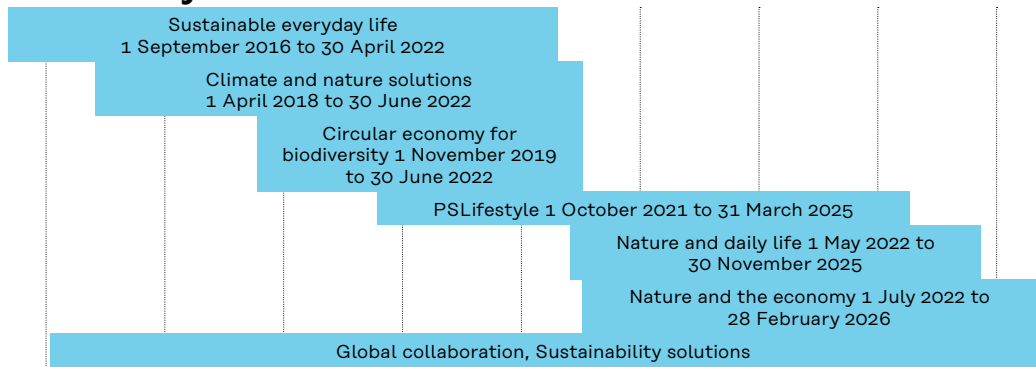 Sustainable everyday life
1 September 2016 to 30 April 2022
Climate and nature solutions
1 April 2018 to 30 June 2022
Circular economy for
biodiversity 1 November 2019
to 30 June 2022
PSLifestyle 1 October 2021 to 31 March 2025
Nature and daily life 1 May 2022 to
30 November 2025
Nature and the economy 1 July 2022 to
28 February 2026
Global collaboration, Sustainability solutions